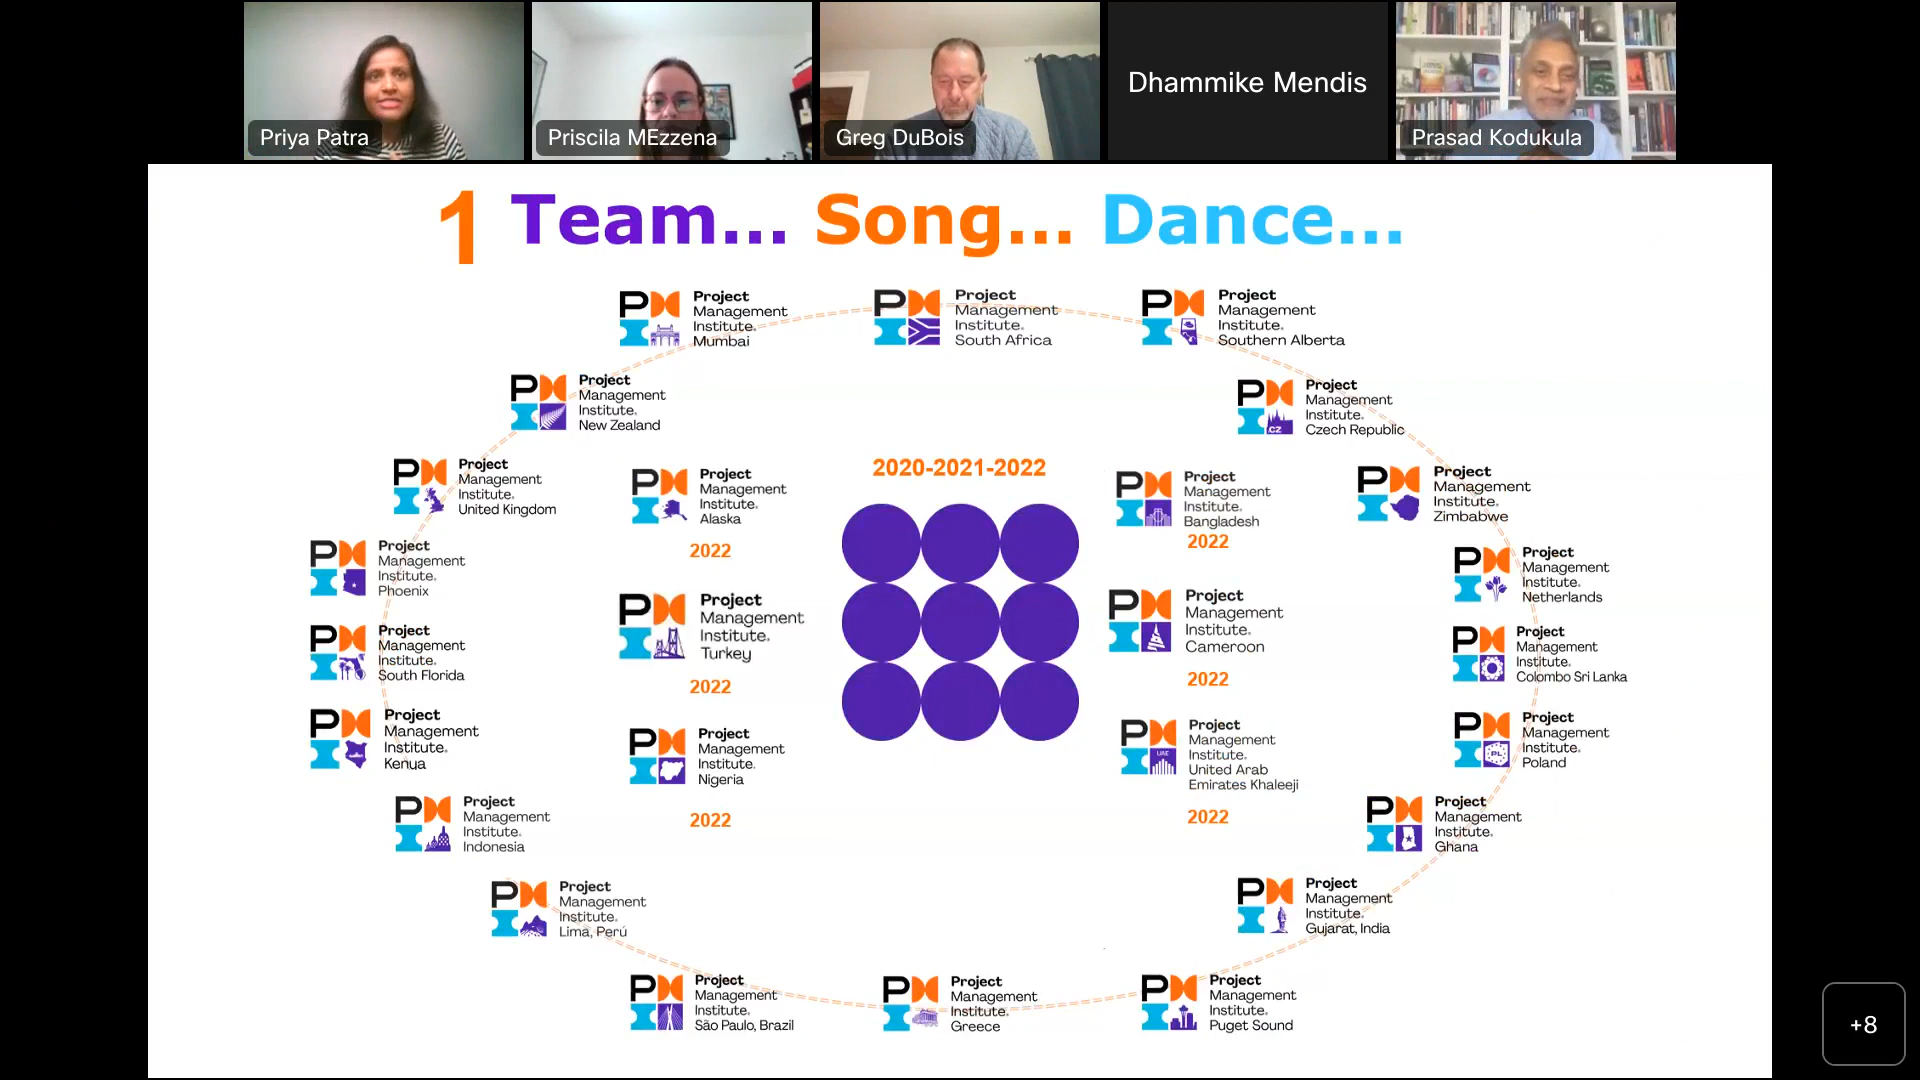 Priya Patra
Priscila MEzzena
Greg DuBois
Dhammike Mendis
Prasad Kodukula
1 Team... Song... Dance...
Project
Management
Institute.
Mumbai
Project
Management
Institute.
South Africa
Project
Management
Institute.
Southern Alberta
Project
Management
Institute.
New Zealand
Project
Management
Institute.
Czech Republic
CZ
Project
Management
Institute.
United Kingdom
Project
Management
Institute.
Alaska
2022
2020-2021-2022
Project
Management
Institute.
Bangladesh
2022
Project
Management
Institute.
Zimbabwe
Project
Management
Institute.
Phoenix
Project
Management
Institute.
Netherlands
Project
Management
Institute.
Turkey
2022
Project
Management
Institute.
Cameroon
2022
Project
Management
Institute.
South Florida
Project
Management
Institute.
Colombo Sri Lanka
Project
Management
Institute.
Kenya
Project
Management
Institute.
Nigeria
2022
UAE
Project
Management
Institute.
United Arab
Emirates Khaleeji
2022
PL
Project
Management
Institute.
Poland
Project
Management
Institute.
Indonesia
Project
Management
Institute.
Ghana
Project
Management
Institute.
Lima, Perú
Project
Management
Institute.
Gujarat, India
Project
Management
Institute.
São Paulo, Brazil
Project
Management
Institute.
Greece
Project
Management
Institute.
Puget Sound
+8